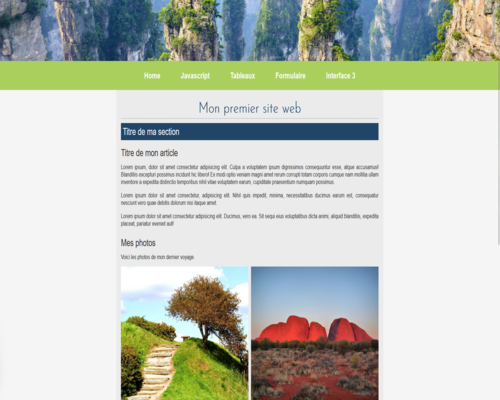 Home Javascript Tableaux Formulaire Interface 3
Mon premier site web
Titre de ma section
Titre de mon article
Lorem ipsum, dolor sit amet consectetur adipisicing elit. Culpa a voluptatem ipsum dignissimos consequuntur esse, atque accusamus!
Blanditiis excepturi possimus incidunt hic libero! Ex modi optio veniam magni amet rerum corrupti totam corporis cumque nam mollitia ullam
inventore a expedita distinctio temporibus nihil vitae voluptatem earum, cupiditate praesentium numquam possimus.
Lorem ipsum dolor sit amet consectetur, adipisicing elit. Nihil quis impedit, minima, necessitatibus ducimus earum est, consequatur
nesciunt vero quae debitis dolorum nisi itaque amet
Lorem ipsum dolor sit amet consectetur adipisicing elit. Ducimus, vero ea. Sit sequi eius voluptatibus dicta animi, aliquid blanditiis, expedita
placeat, pariatur eveniet aut!
Mes photos
Voici les photos de mon dernier voyage.